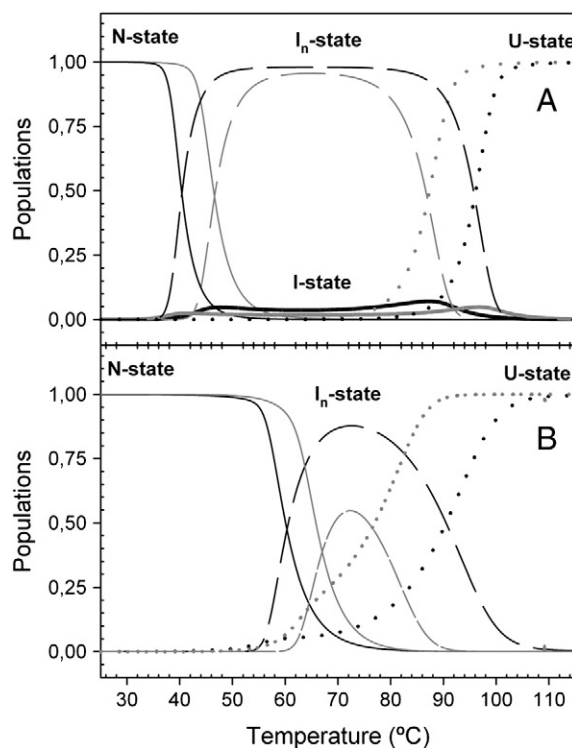 N-state Iₙ-state U-state
1,00
A
0,75
Populations
0,50
0,25
I-state
0,00
N-state Iₙ-state U-state
1,00
B
0,75
Populations
0,50
0,25
0,00
30 40 50 60 70 80 90 100 110
Temperature (ºC)